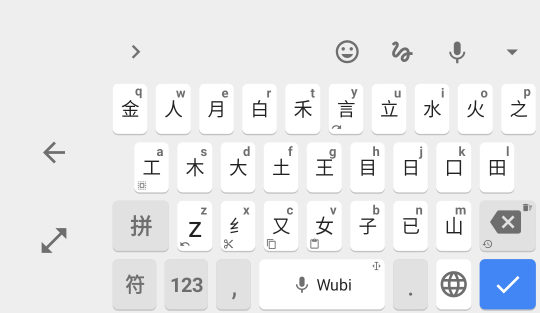 q w e r t y u i o p
金 人 月 白 禾 言 立 水 火 之
a s d f g h j k l
工 木 大 土 王 目 日 口 田
z x c v b n m
拼 Z 纟 又 女 子 已 山
符 123 , Wubi .